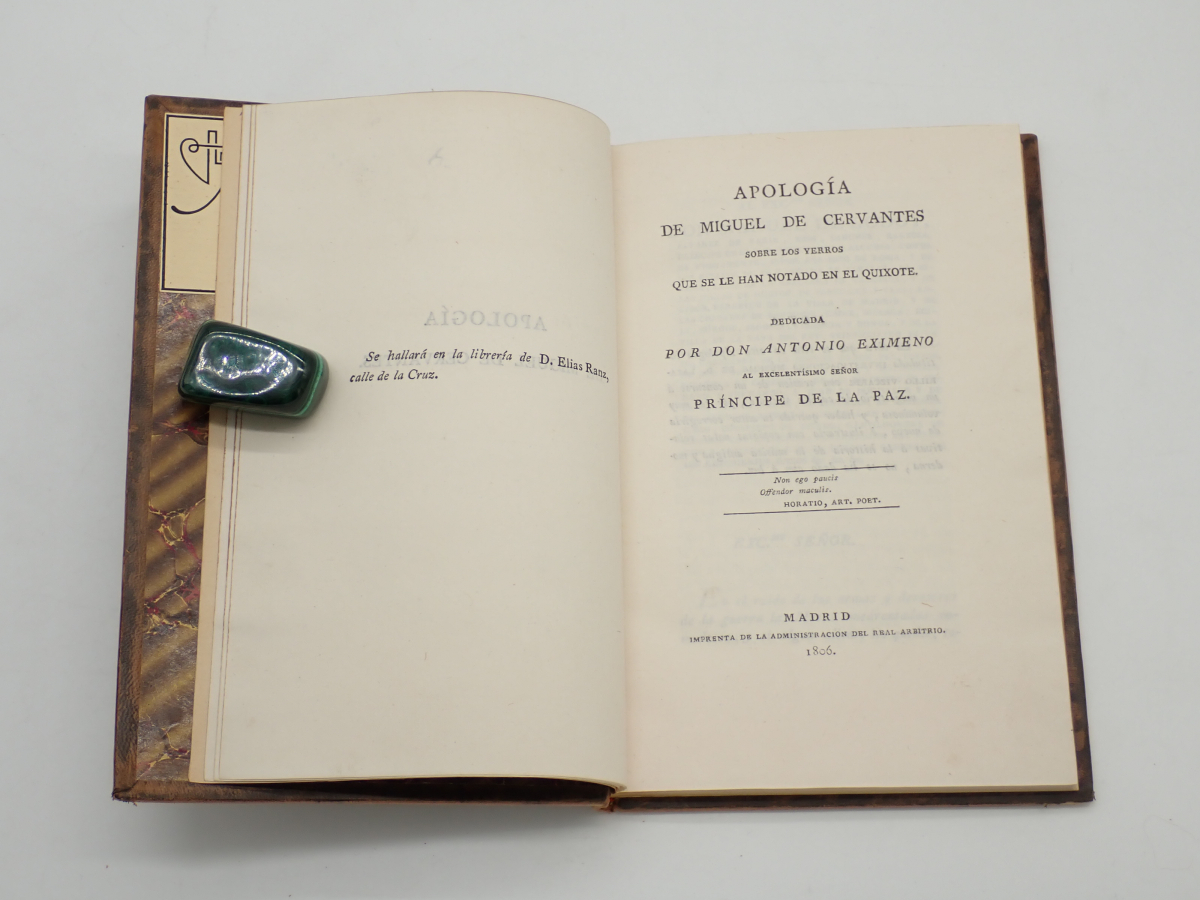 Se hallará en la librería de D. Elias Ranz,
calle de la Cruz.
APOLOGÍA
DE MIGUEL DE CERVANTES
SOBRE LOS YERROS
QUE SE LE HAN NOTADO EN EL QUIXOTE.
DEDICADA
POR DON ANTONIO EXIMENO
AL EXCELENTÍSIMO SEÑOR
PRÍNCIPE DE LA PAZ.
Non ego paucis
Offendor maculis.
HORATIO, ART. POET.
MADRID
IMPRENTA DE LA ADMINISTRACIÓN DEL REAL ARBITRIO.
1806.